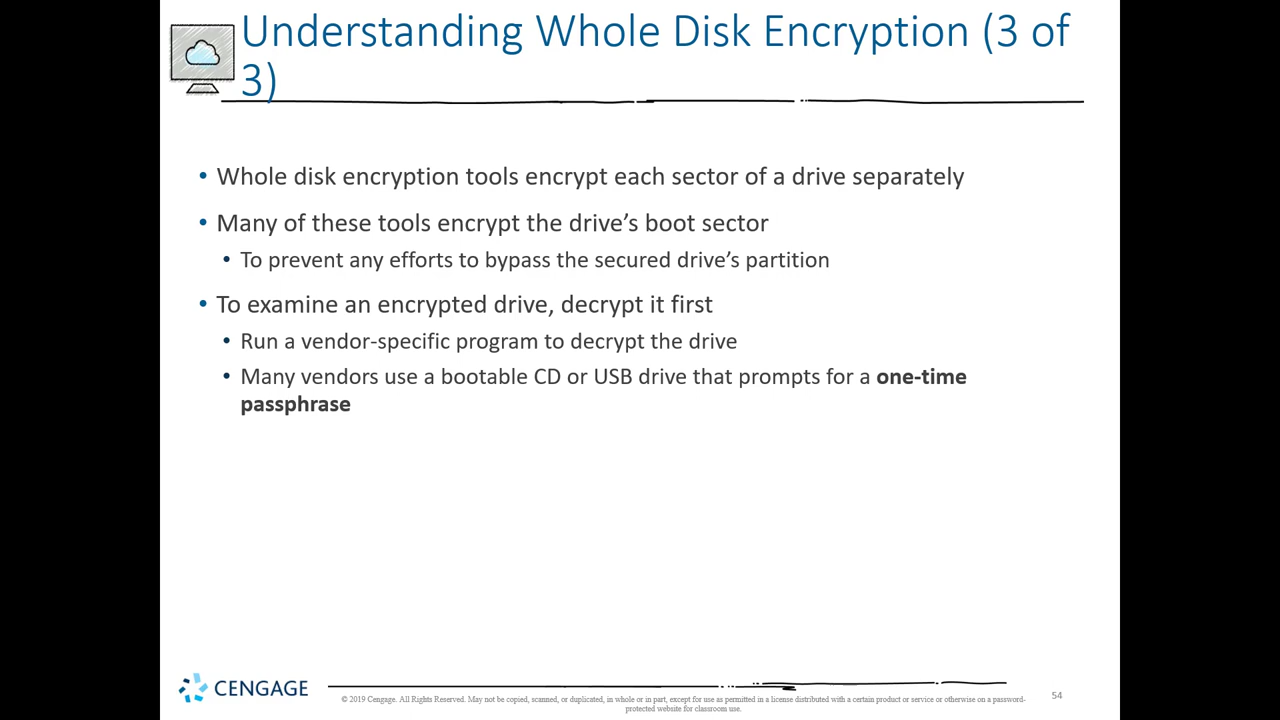 Understanding Whole Disk Encryption (3 of
3)
• Whole disk encryption tools encrypt each sector of a drive separately
• Many of these tools encrypt the drive’s boot sector
• To prevent any efforts to bypass the secured drive’s partition
• To examine an encrypted drive, decrypt it first
• Run a vendor-specific program to decrypt the drive
• Many vendors use a bootable CD or USB drive that prompts for a one-time
passphrase
CENGAGE
© 2019 Cengage. All Rights Reserved. May not be copied, scanned, or duplicated, in whole or in part, except for use as permitted in a license distributed with a certain product or service or otherwise on a password-
protected website for classroom use.
54